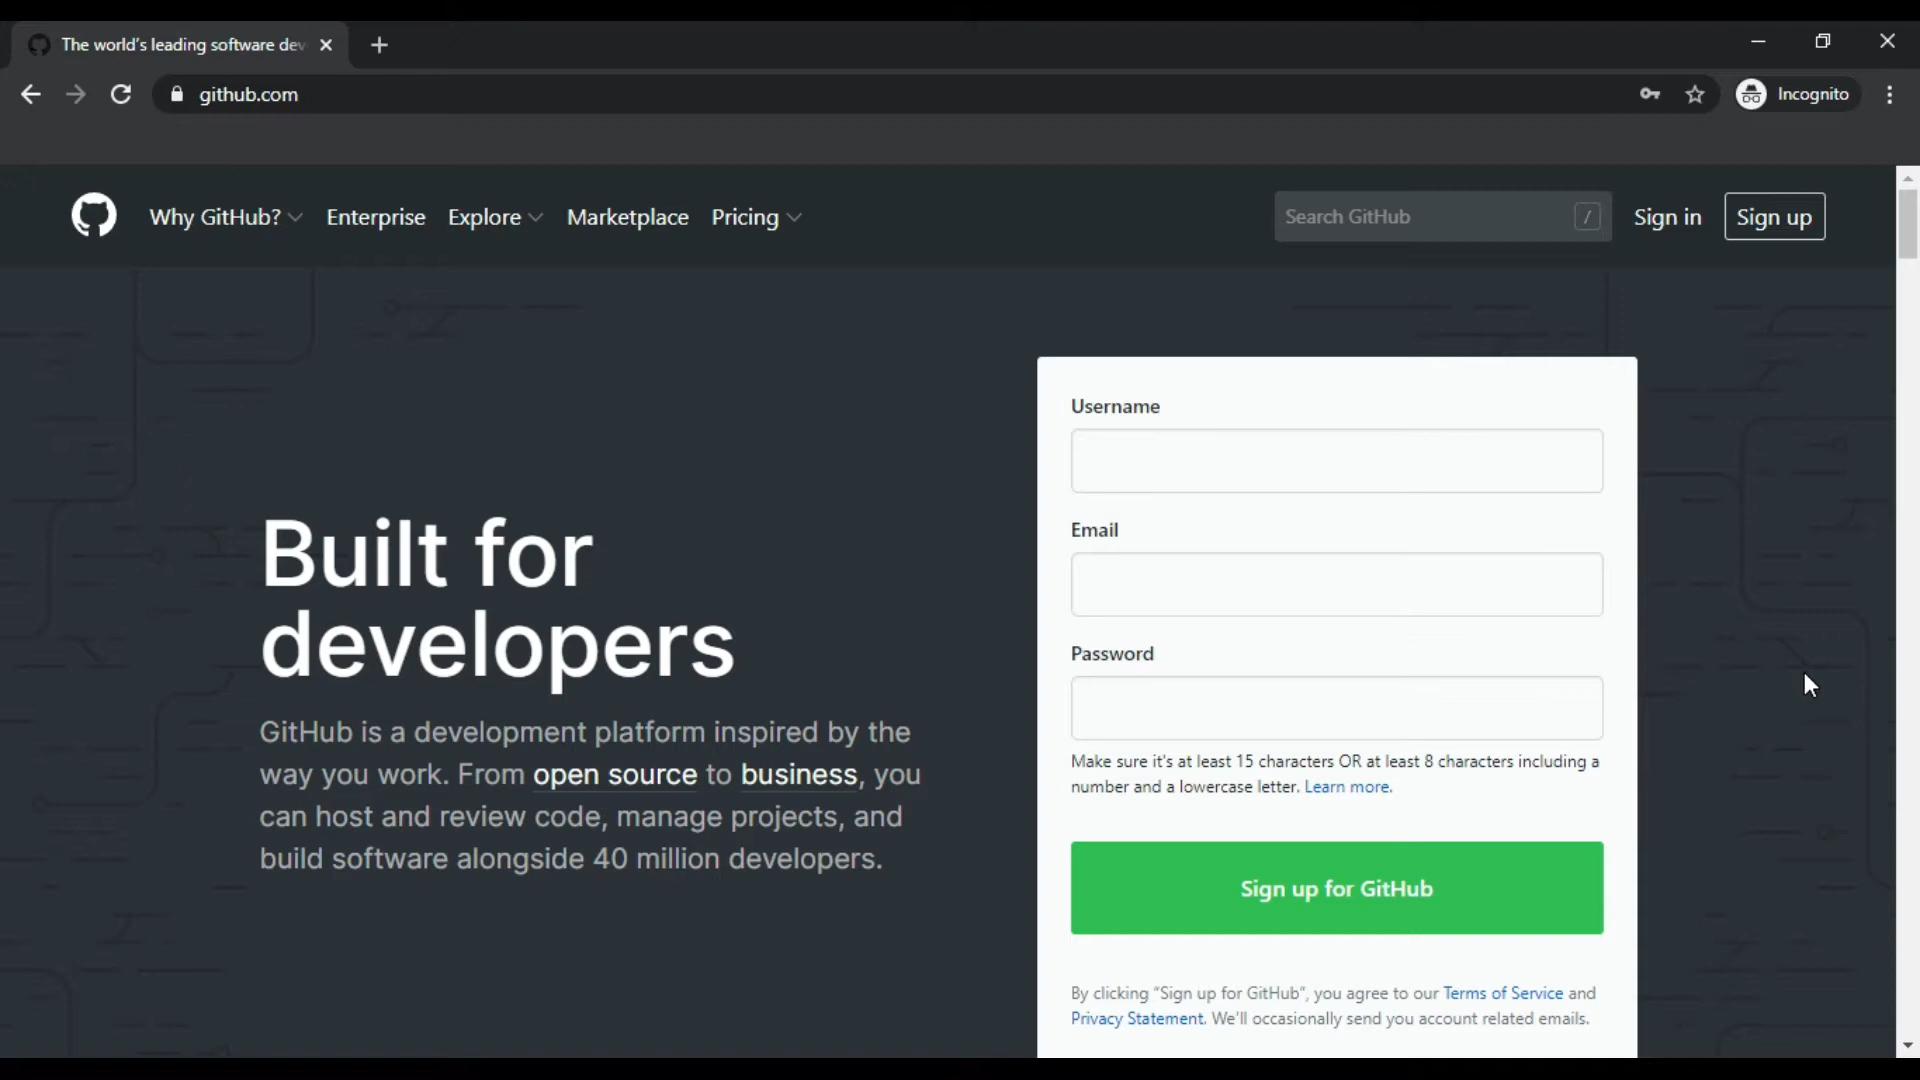 The world's leading software dev
github.com
Incognito
Why GitHub? Enterprise Explore Marketplace Pricing
Search GitHub /
Sign in
Sign up
Built for
developers
GitHub is a development platform inspired by the
way you work. From open source to business, you
can host and review code, manage projects, and
build software alongside 40 million developers.
Username
Email
Password
Make sure it's at least 15 characters OR at least 8 characters including a
number and a lowercase letter. Learn more.
Sign up for GitHub
By clicking “Sign up for GitHub”, you agree to our Terms of Service and
Privacy Statement. We'll occasionally send you account related emails.